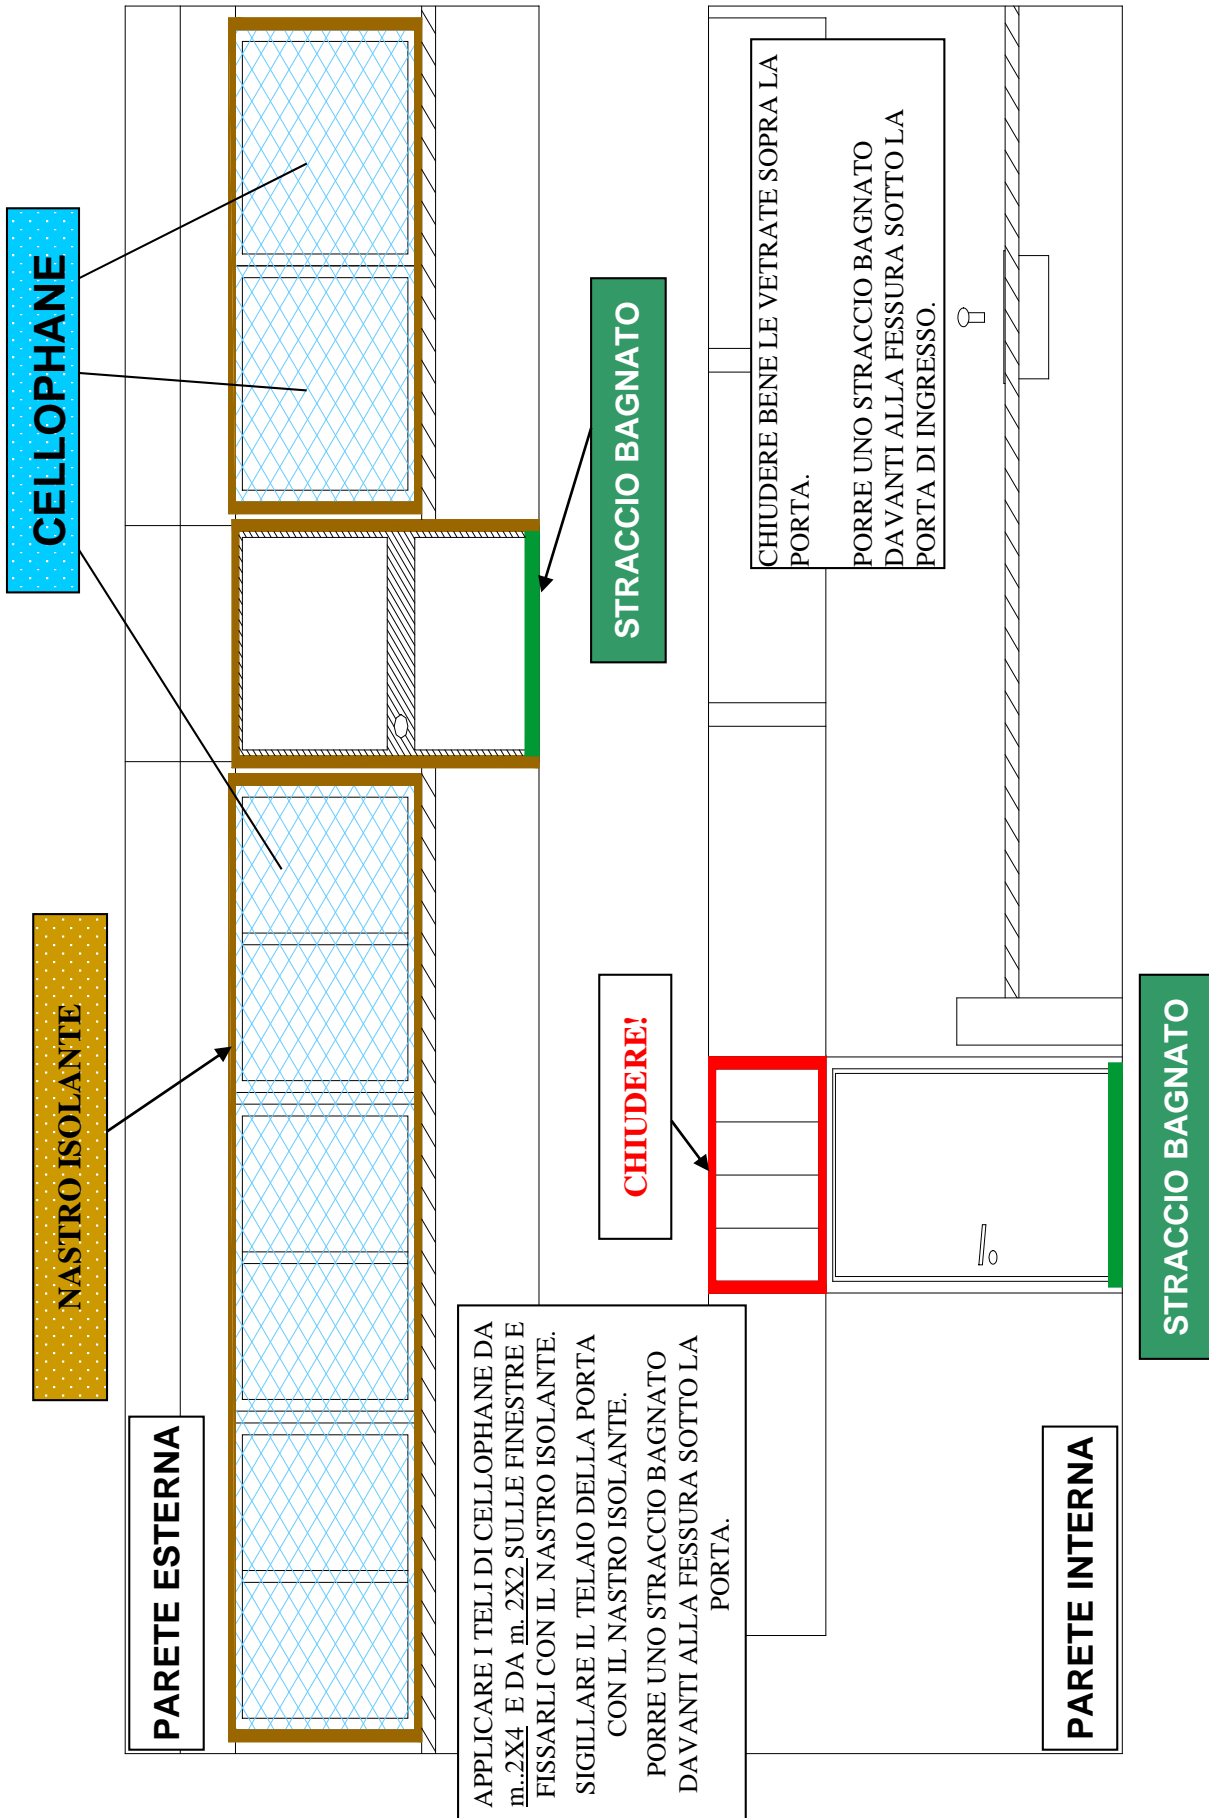 PARETE ESTERNA
NASTRO ISOLANTE
CELLOPHANE
STRACCIO BAGNATO
APPLICARE I TELI DI CELLOPHANE DA
m..2X4 E DA m. 2X2 SULLE FINESTRE E
FISSARLI CON IL NASTRO ISOLANTE.
SIGILLARE IL TELAIO DELLA PORTA
CON IL NASTRO ISOLANTE.
PORRE UNO STRACCIO BAGNATO
DAVANTI ALLA FESSURA SOTTO LA
PORTA.
CHIUDERE!
CHIUDERE BENE LE VETRATE SOPRA LA
PORTA.
PORRE UNO STRACCIO BAGNATO
DAVANTI ALLA FESSURA SOTTO LA
PORTA DI INGRESSO.
PARETE INTERNA
STRACCIO BAGNATO